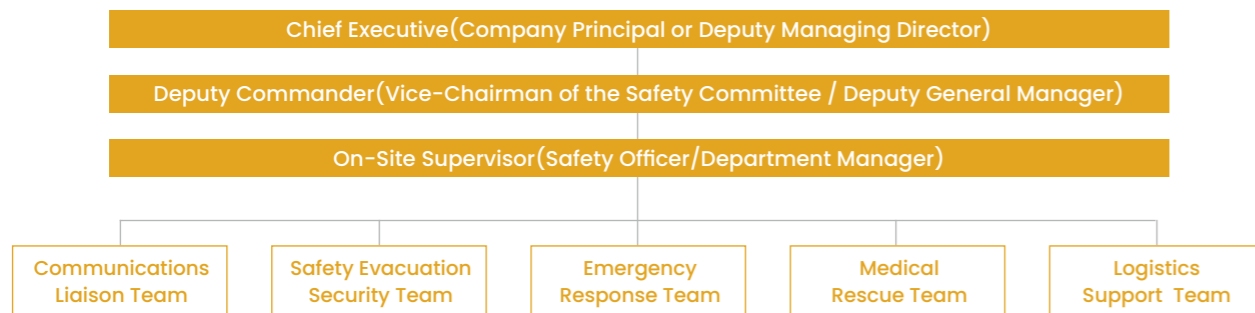 Chief Executive(Company Principal or Deputy Managing Director)
Deputy Commander(Vice-Chairman of the Safety Committee / Deputy General Manager)
On-Site Supervisor(Safety Officer/Department Manager)
Communications
Liaison Team
Safety Evacuation
Security Team
Emergency
Response Team
Medical
Rescue Team
Logistics
Support Team